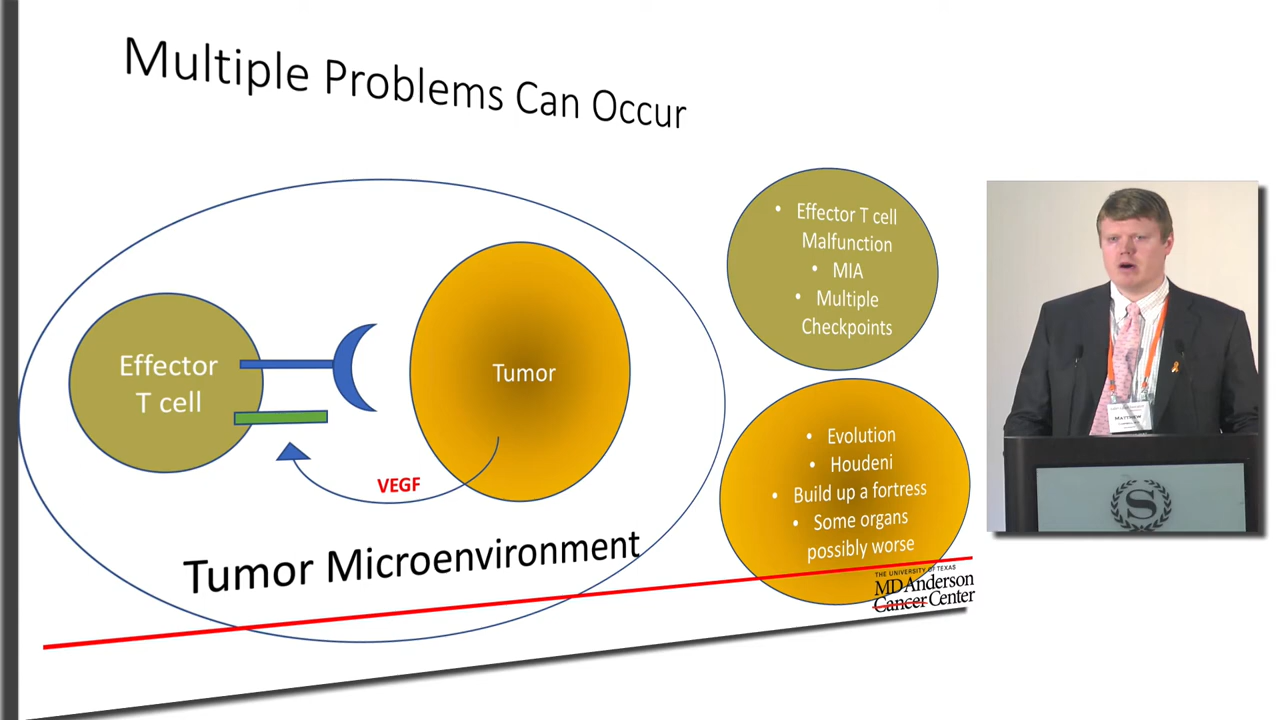 Multiple Problems Can Occur
Effector
T cell
Tumor
VEGF
Tumor Microenvironment
• Effector T cell
Malfunction
• MIA
• Multiple
Checkpoints
• Evolution
• Houdeni
• Build up a fortress
• Some organs
possibly worse
THE UNIVERSITY OF TEXAS
MD Anderson
Cancer Center
MATTHEW
S